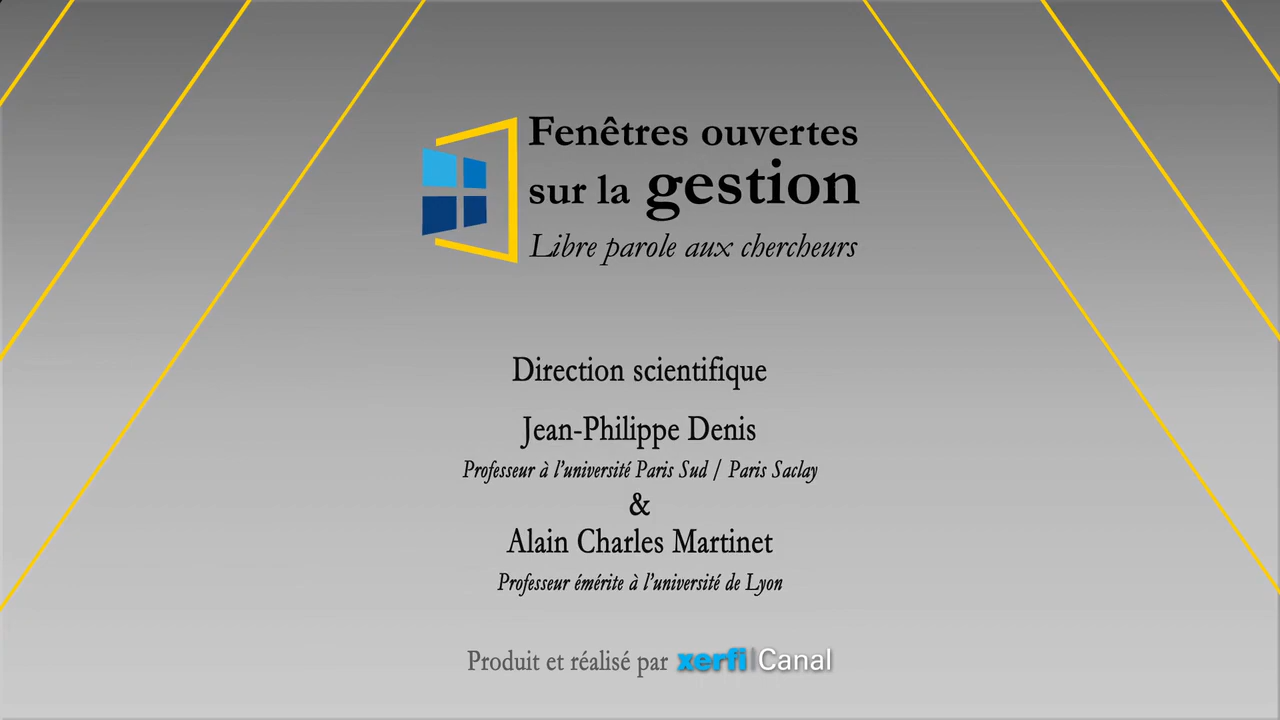 Fenêtres ouvertes
sur la gestion
Libre parole aux chercheurs
Direction scientifique
Jean-Philippe Denis
Professeur à l'université Paris Sud / Paris Saclay
&
Alain Charles Martinet
Professeur émérite à l'université de Lyon
Produit et réalisé par xerfi|Canal